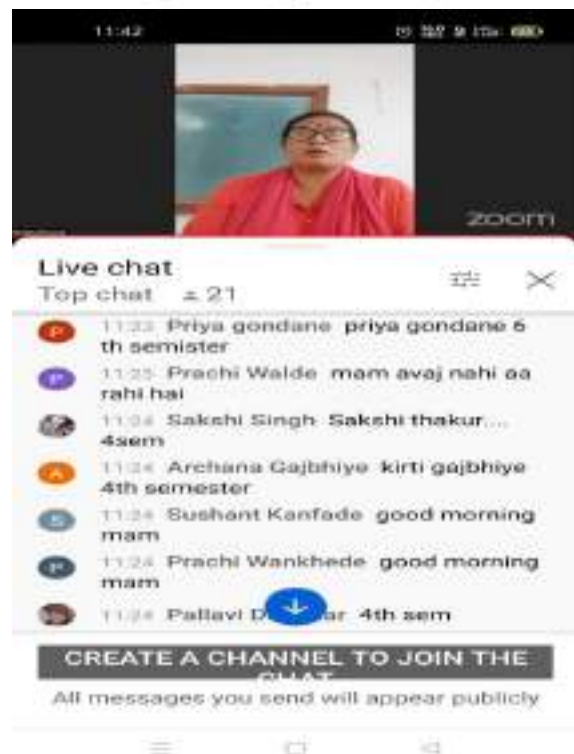 11:42
zoom
Live chat
Top chat 21
11:23 Priya gondane priya gondane 6
th semister
11:25 Prachi Walde mam avaj nahi aa
rahi hai
11:24 Sakshi Singh Sakshi thakur....
4sem
11:24 Archana Gajbhiye kirti gajbhiye
4th semester
11:24 Sushant Kanfade good morning
mam
11:24 Prachi Wankhede good morning
mam
11:24 Pallavi 4th sem
CREATE A CHANNEL TO JOIN THE
CHAT
All messages you send will appear publicly